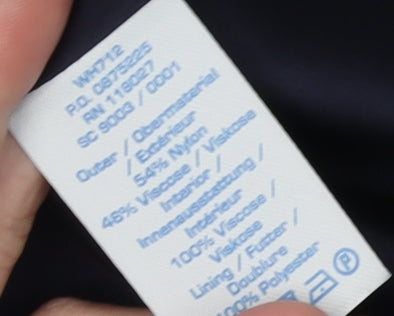 WH712
P.O. 0875225
RN 118027
SC 9003 / 0001
Outer / Obermaterial
/ Extérieur
54% Nylon
46% Viscose / Viskose
Interior /
Innenausstattung /
Intérieur
100% Viscose /
Viskose
Lining / Futter /
Doublure
100% Polyester
P